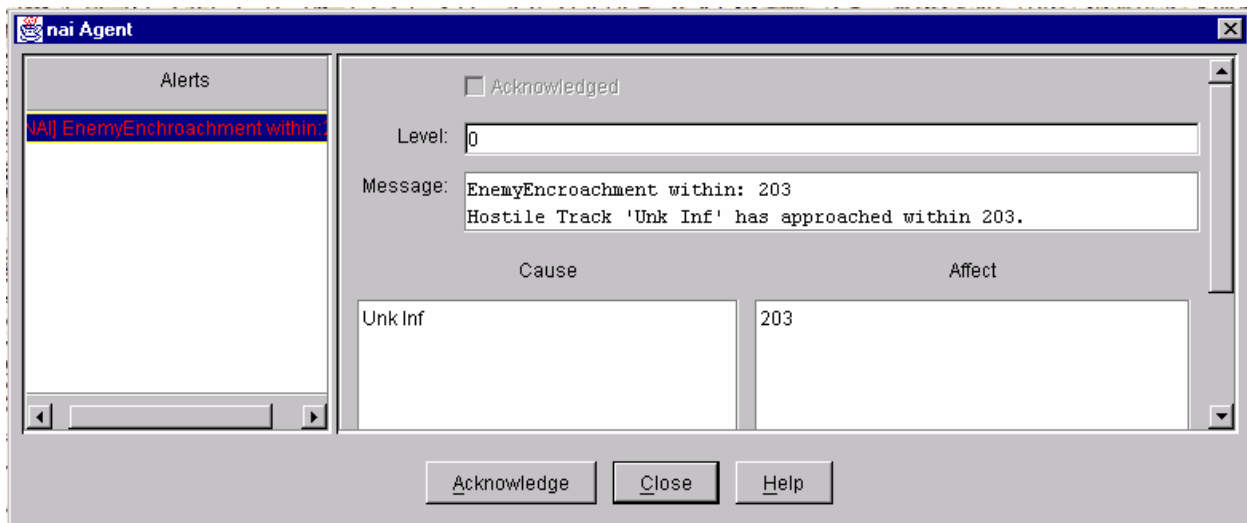 nai Agent
Alerts
NAI] EnemyEnchroachment within:2
Acknowledged
Level:
0
Message:
EnemyEncroachment within: 203
Hostile Track 'Unk Inf' has approached within 203.
Cause
Affect
Unk Inf
203
Acknowledge
Close
Help